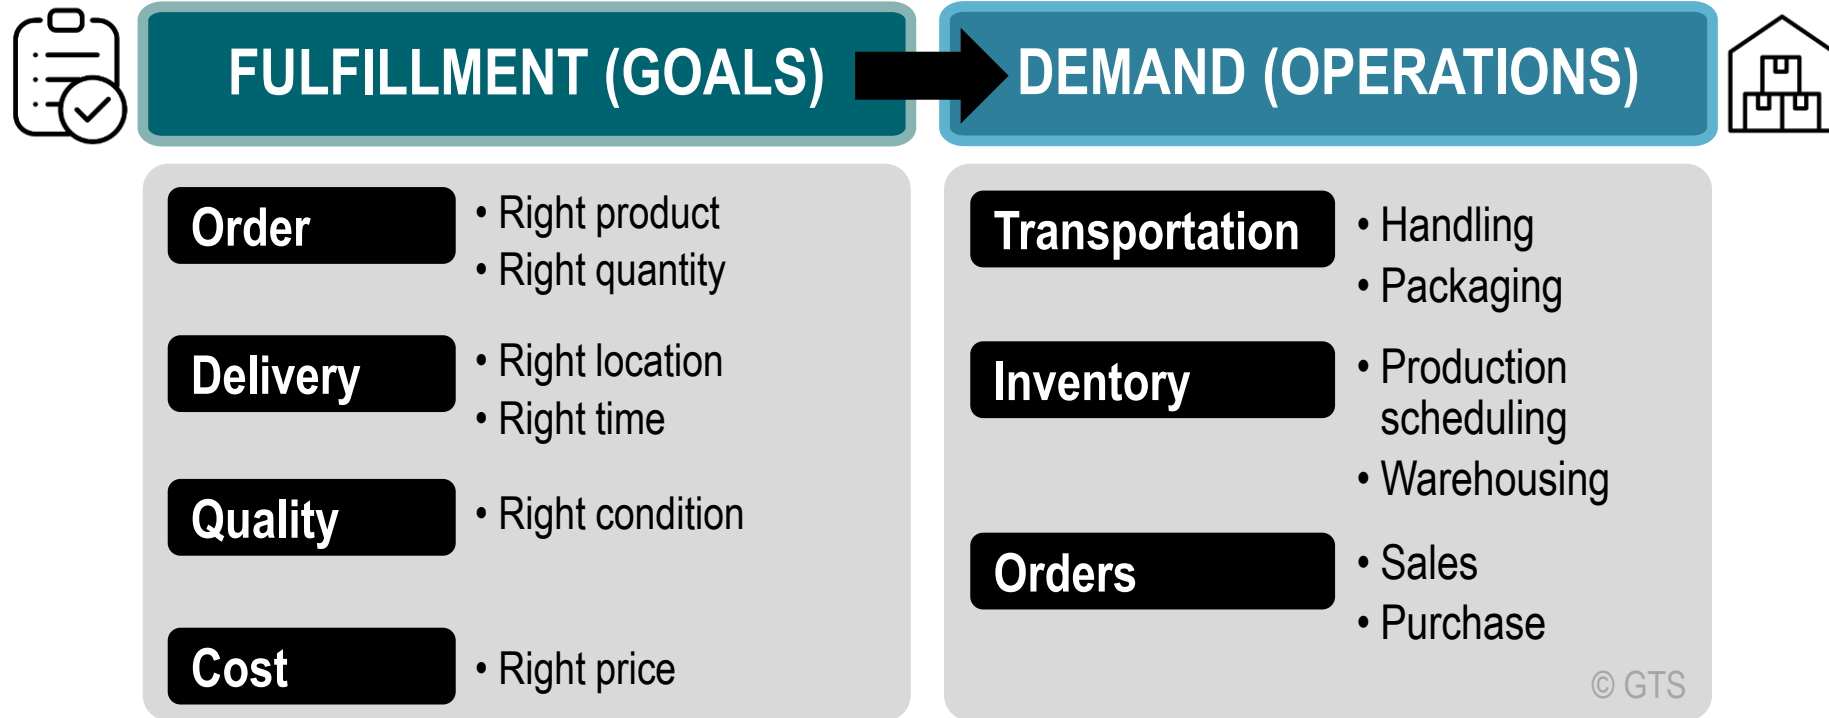 FULFILLMENT (GOALS)
Order
• Right product
• Right quantity
Delivery
• Right location
• Right time
Quality
• Right condition
Cost
• Right price
DEMAND (OPERATIONS)
Transportation
• Handling
• Packaging
Inventory
• Production
scheduling
• Warehousing
Orders
• Sales
• Purchase
© GTS